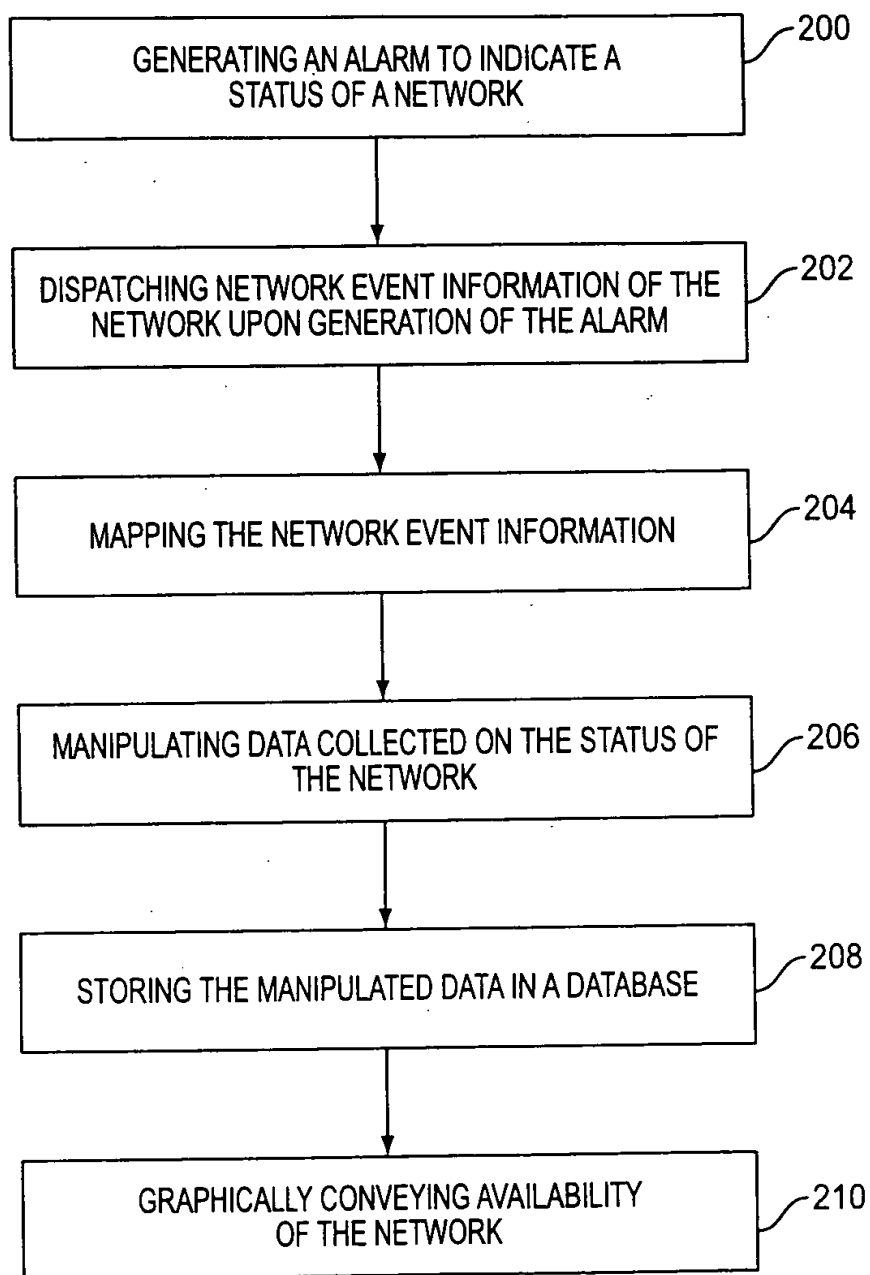 200
GENERATING AN ALARM TO INDICATE A
STATUS OF A NETWORK
202
DISPATCHING NETWORK EVENT INFORMATION OF THE
NETWORK UPON GENERATION OF THE ALARM
204
MAPPING THE NETWORK EVENT INFORMATION
206
MANIPULATING DATA COLLECTED ON THE STATUS OF
THE NETWORK
208
STORING THE MANIPULATED DATA IN A DATABASE
210
GRAPHICALLY CONVEYING AVAILABILITY
OF THE NETWORK